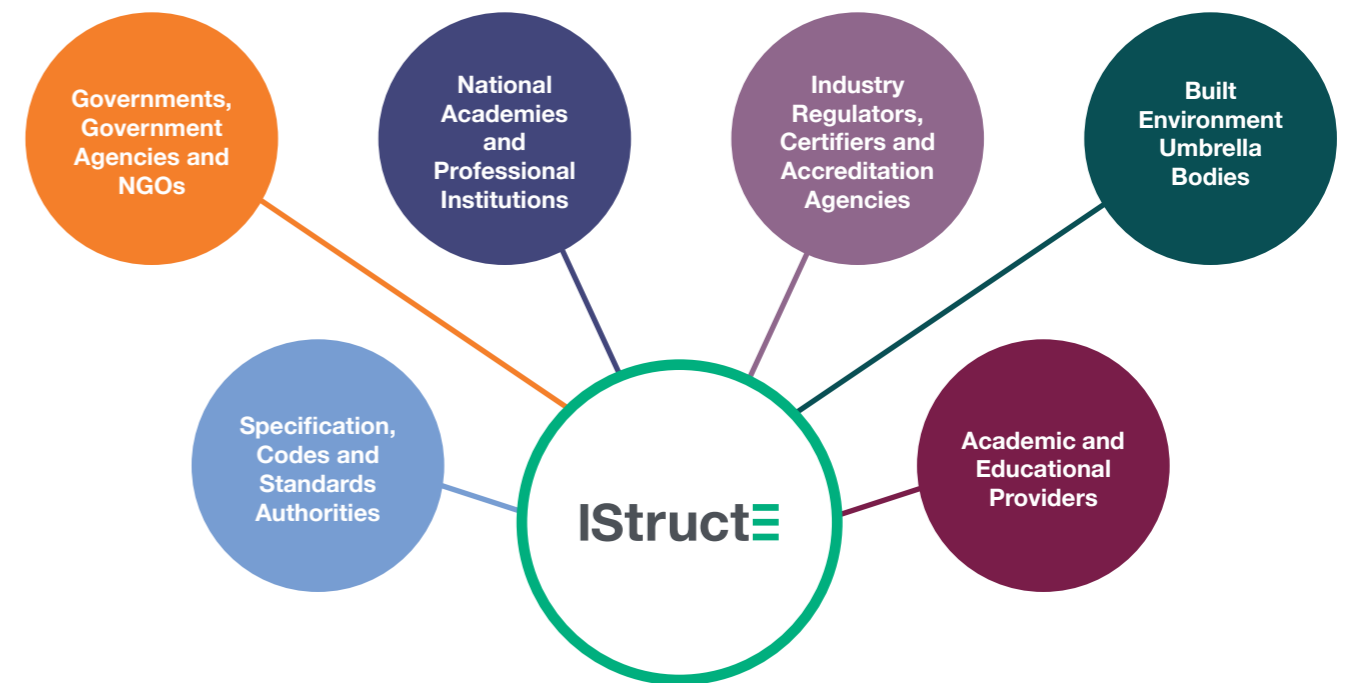 Governments,
Government
Agencies and
NGOs
National
Academies
and
Professional
Institutions
Industry
Regulators,
Certifiers and
Accreditation
Agencies
Built
Environment
Umbrella
Bodies
Specification,
Codes and
Standards
Authorities
IStructE
Academic and
Educational
Providers